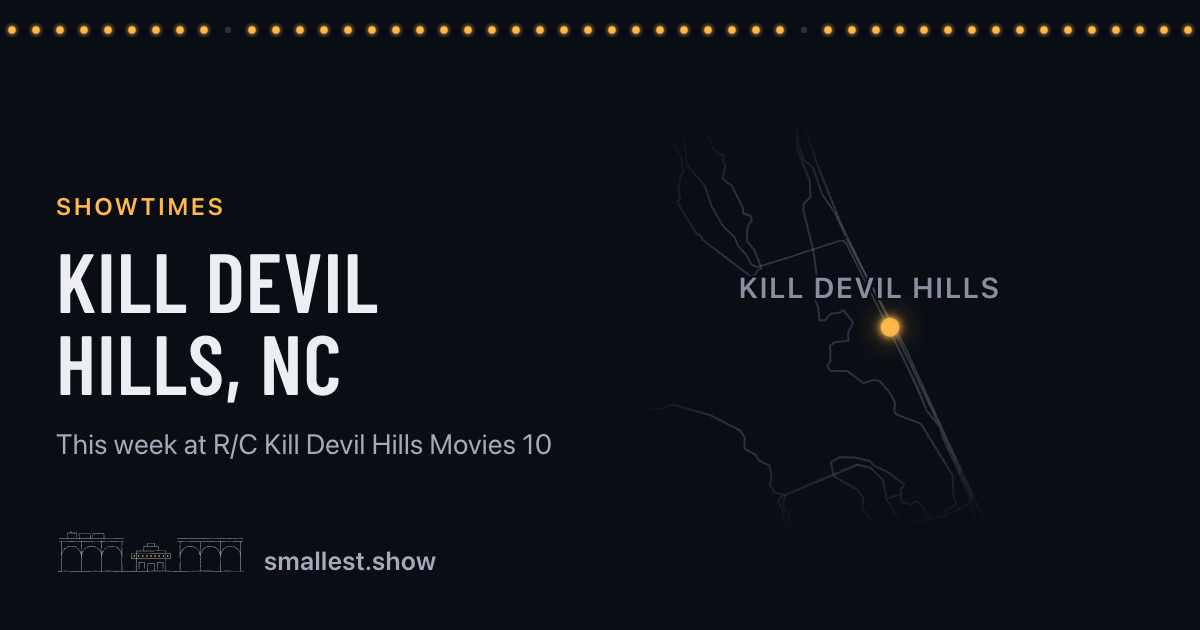 SHOWTIMES
KILL DEVIL
HILLS, NC
This week at R/C Kill Devil Hills Movies 10
smallest.show
KILL DEVIL HILLS